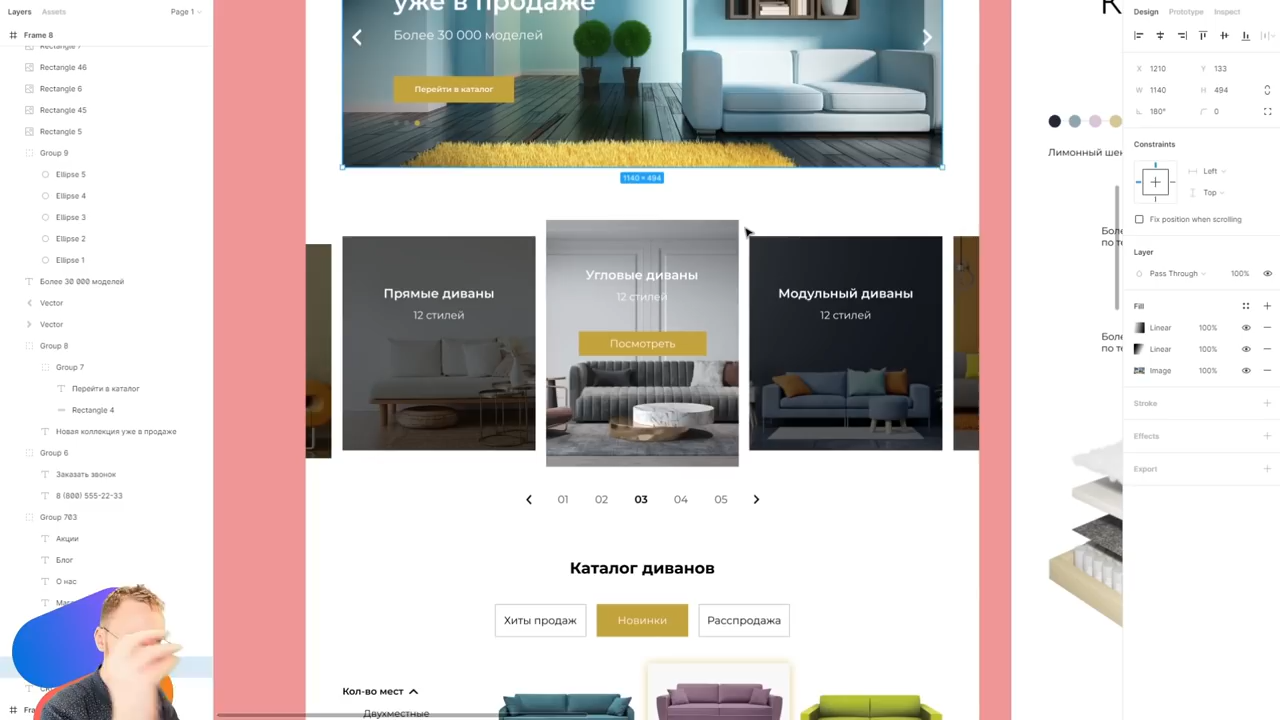 Layers
Assets
Page 1
Frame 8
Rectangle 46
Rectangle 6
Rectangle 45
Rectangle 5
Group 9
Ellipse 5
Ellipse 4
Ellipse 3
Ellipse 2
Ellipse 1
Более 30 000 моделей
Vector
Vector
Group 8
Group 7
Перейти в каталог
Rectangle 4
Новая коллекция уже в продаже
Group 6
Заказать звонок
8 (800) 555-22-33
Group 703
Акции
Блог
О нас
уже в продаже
Более 30 000 моделей
Перейти в каталог
1140 × 494
Прямые диваны
12 стилей
Угловые диваны
12 стилей
Посмотреть
Модульный диваны
12 стилей
01 02 03 04 05
Каталог диванов
Хиты продаж
Новинки
Расспродажа
Кол-во мест
Двухместные
Лимонный
Боле
по т
Боле
по т
Design
Prototype
Inspect
X 1210
Y 133
W 1140
H 494
180°
0
Constraints
Left
Top
Fix position when scrolling
Layer
Pass Through
100%
Fill
Linear 100%
Linear 100%
Image 100%
Stroke
Effects
Export